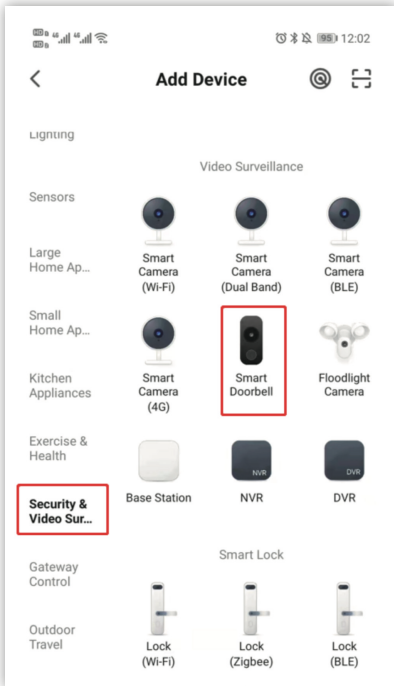 12:02
Add Device
Lighting
Sensors
Large
Home Ap...
Small
Home Ap...
Kitchen
Appliances
Exercise &
Health
Security &
Video Sur...
Gateway
Control
Outdoor
Travel
Video Surveillance
Smart
Camera
(Wi-Fi)
Smart
Camera
(Dual Band)
Smart
Camera
(BLE)
Smart
Camera
(4G)
Smart
Doorbell
Floodlight
Camera
Base Station
NVR
NVR
DVR
DVR
Smart Lock
Lock
(Wi-Fi)
Lock
(Zigbee)
Lock
(BLE)